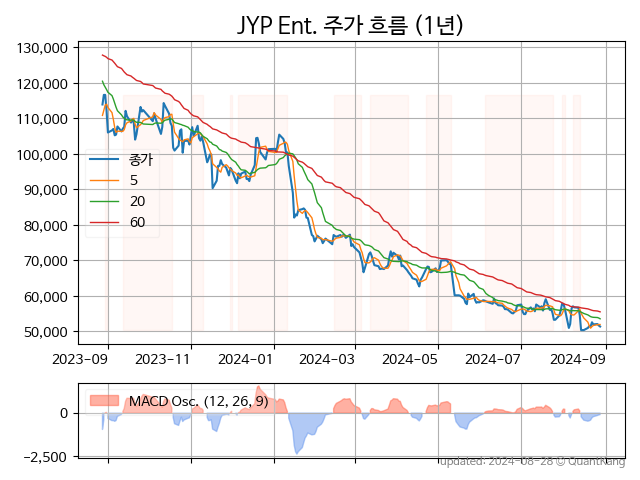 JYP Ent. 주가 흐름 (1년)
130,000
120,000
110,000
100,000
90,000
80,000
70,000
60,000
50,000
종가
5
20
60
2023-09 2023-11 2024-01 2024-03 2024-05 2024-07 2024-09
MACD Osc. (12, 26, 9)
0
−2,500
updated: 2024-08-28 © QuantKang